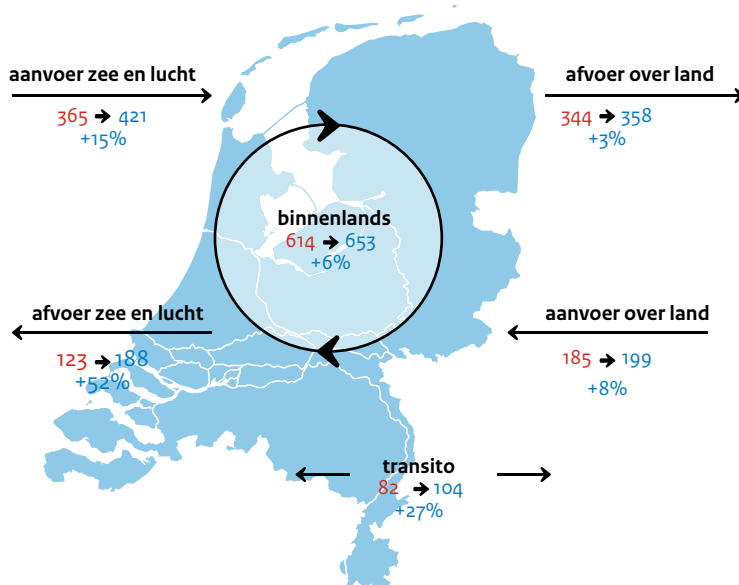 aanvoer zee en lucht
365 → 421
+15%
afvoer over land
344 → 358
+3%
binnenlands
614 → 653
+6%
afvoer zee en lucht
123 → 188
+52%
aanvoer over land
185 → 199
+8%
transito
82 → 104
+27%